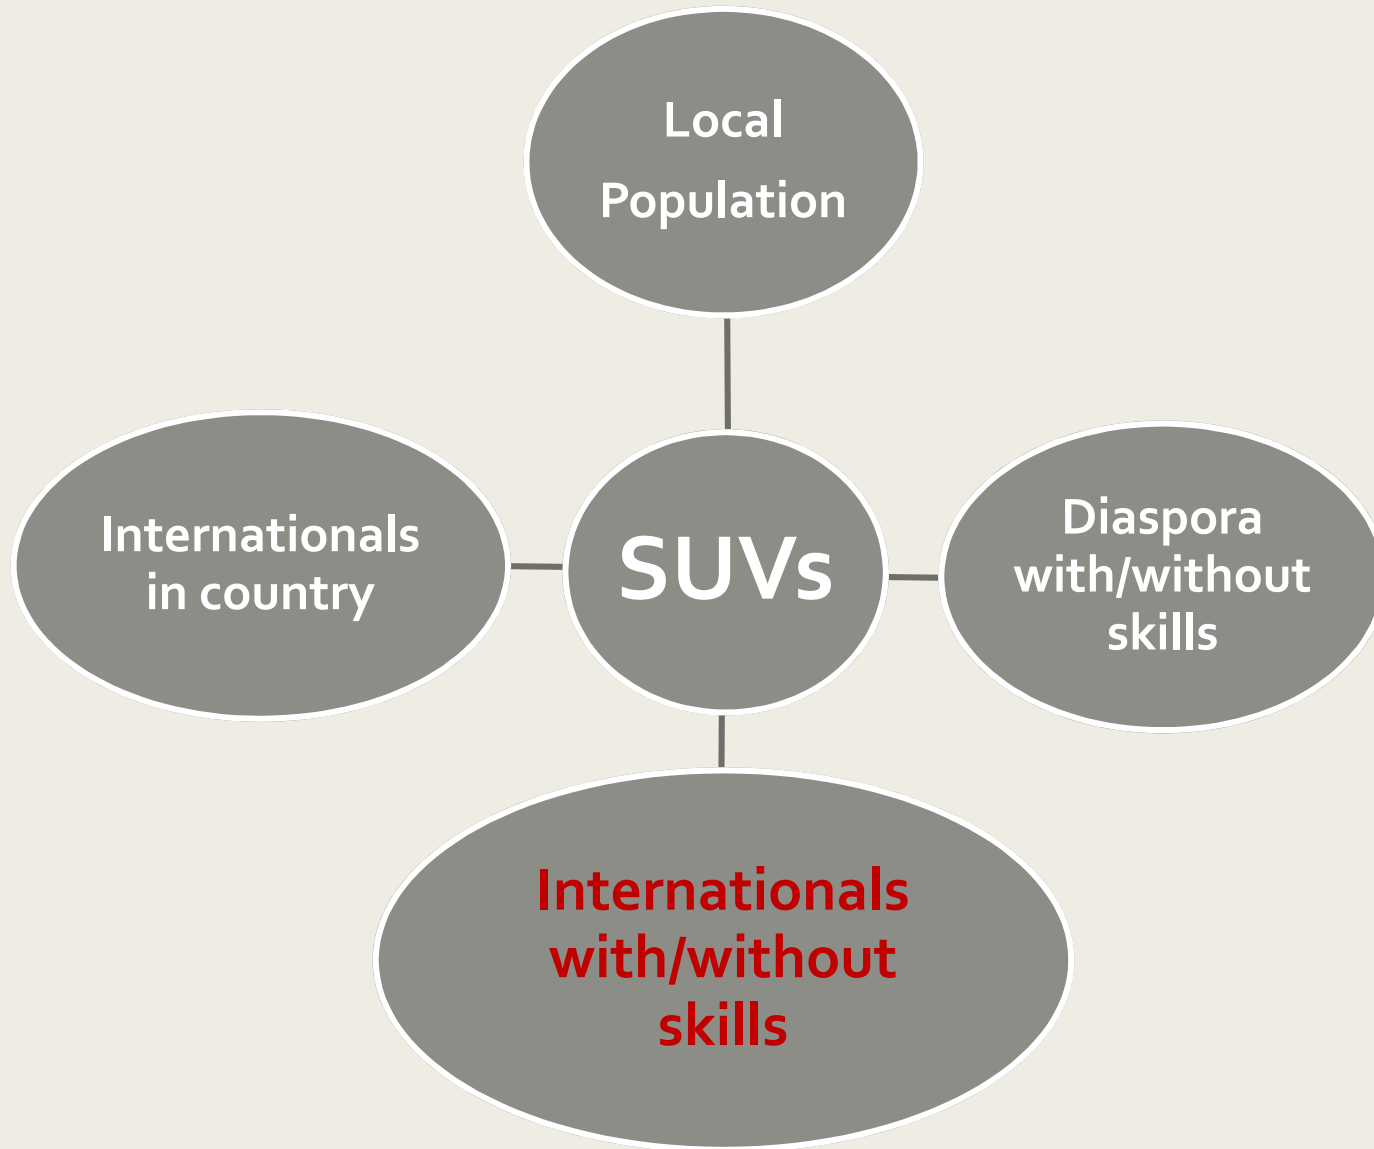 Local
Population
Internationals
in country
SUVs
Diaspora
with/without
skills
Internationals
with/without
skills